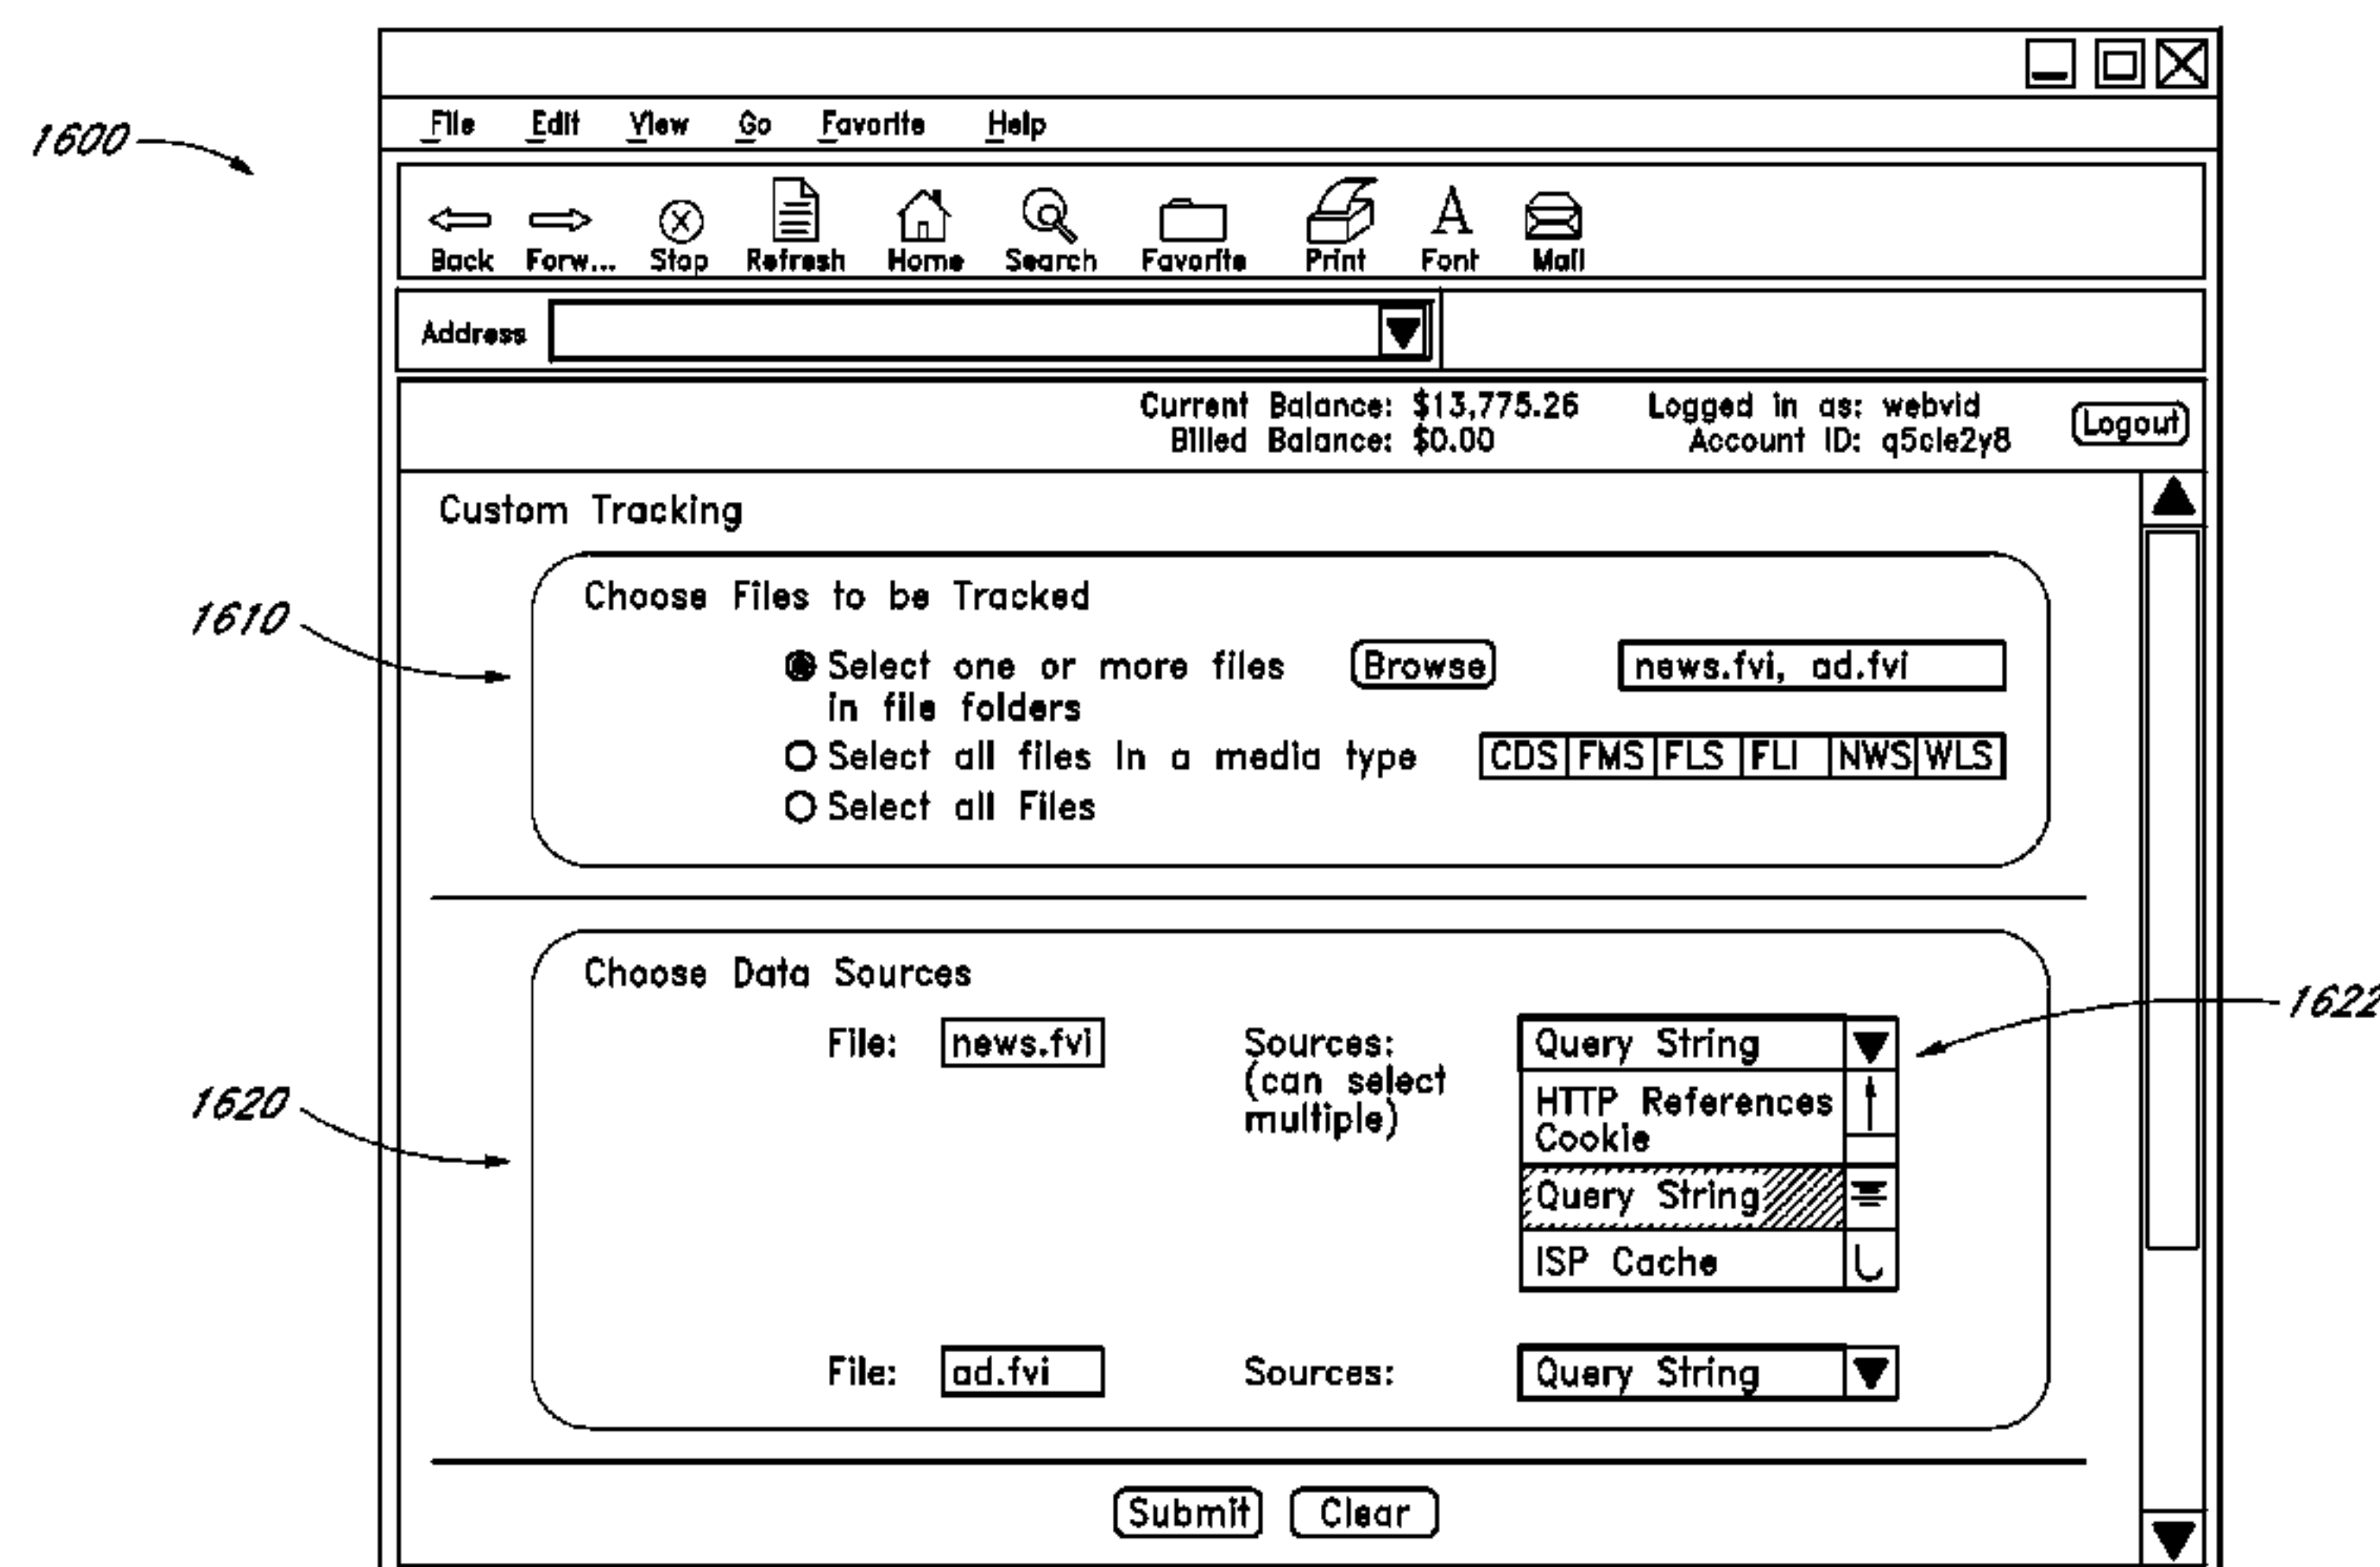 1600
File Edit View Go Favorite Help
Back Forw... Stop Refresh Home Search Favorite Print Font Mail
Address
Current Balance: $13,775.26 Logged in as: webvid
Billed Balance: $0.00 Account ID: q5cle2y8
Logout
Custom Tracking
1610
Choose Files to be Tracked
Select one or more files Browse news.fvi, ad.fvi
in file folders
Select all files In a media type CDS FMS FLS FLI NWS WLS
Select all Files
1620
Choose Data Sources
File: news.fvi Sources: Query String 1622
(can select
multiple)
HTTP References
Cookie
Query String
ISP Cache
File: ad.fvi Sources: Query String
Submit Clear